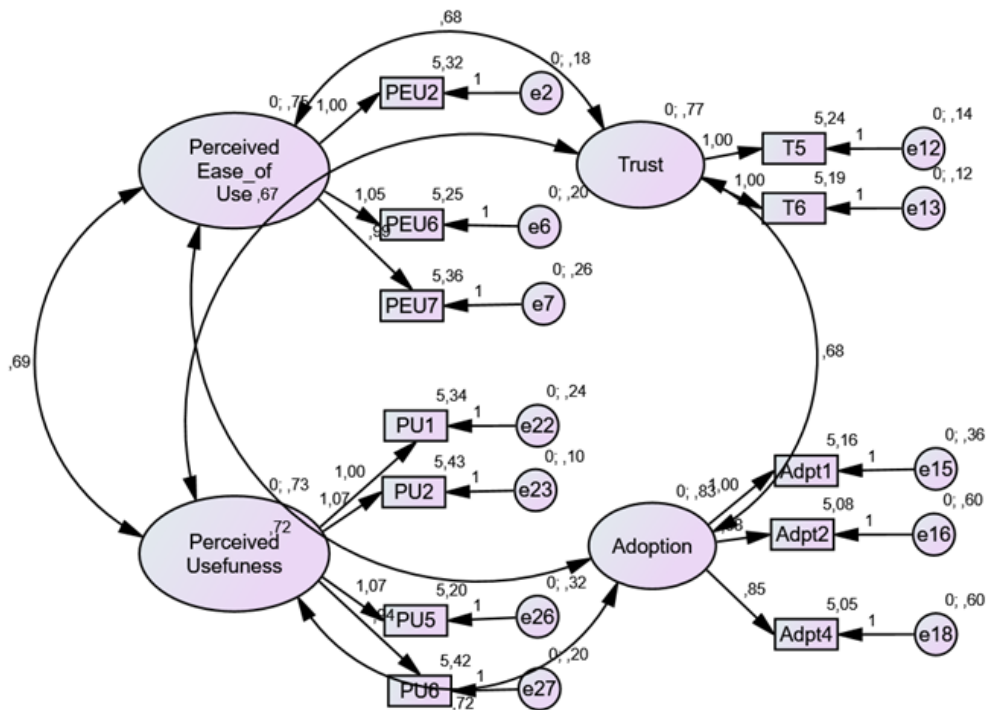 ,68
5,32
0; ,18
0; ,75
1,00
PEU2
1
e2
Perceived
Ease_of
Use
,67
0; ,77
Trust
1,00
5,24
0; ,14
T5
1
e12
1,00
5,19
0; ,12
T6
1
e13
1,05
5,25
0; ,20
PEU6
1
e6
,99
5,36
0; ,26
PEU7
1
e7
,69
,68
5,34
0; ,24
PU1
1
e22
1,00
5,43
0; ,10
0; ,73
1,07
PU2
1
e23
,72
Perceived
Usefuness
5,16
0; ,36
Adpt1
1
e15
0; ,83
1,00
5,08
0; ,60
Adpt2
1
e16
Adoption
1,07
5,20
0; ,32
PU5
1
e26
,85
5,05
0; ,60
Adpt4
1
e18
5,42
0; ,20
PU6
1
e27
,72